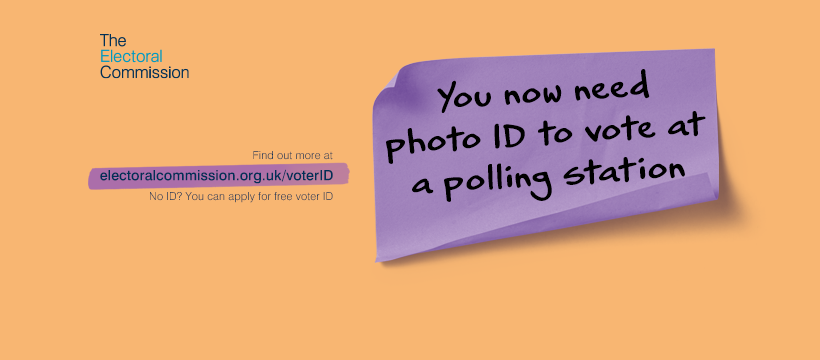 The
Electoral
Commission
Find out more at
electoralcommission.org.uk/voterID
No ID? You can apply for free voter ID
You now need
photo ID to vote at
a polling station